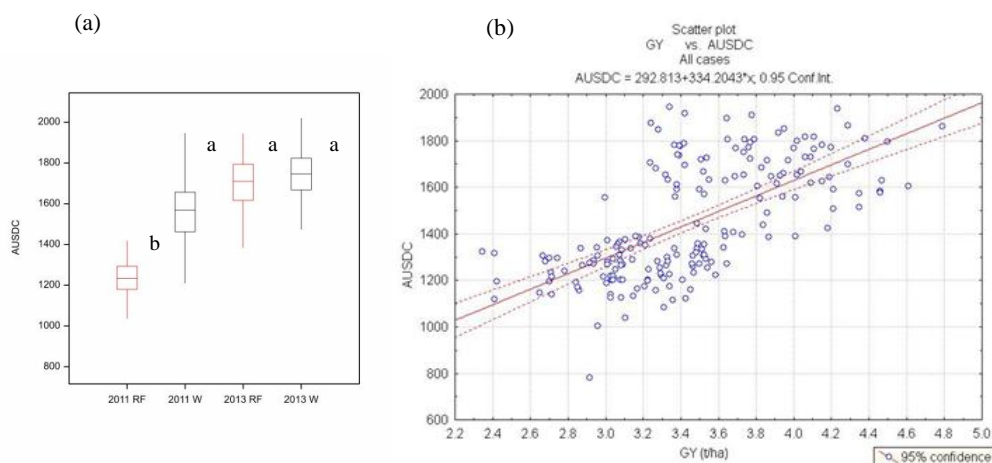 (a)
AUSDC
2000
1800
1600
1400
1200
1000
800
b
a
a
a
2011 RF
2011 W
2013 RF
2013 W
(b)
Scatter plot
GY vs. AUSDC
All cases
AUSDC = 292.813+334.2043*x; 0.95 Conf.Int.
AUSDC
2000
1800
1600
1400
1200
1000
800
600
2.2 2.4 2.6 2.8 3.0 3.2 3.4 3.6 3.8 4.0 4.2 4.4 4.6 4.8 5.0
GY (t/ha)
95% confidence